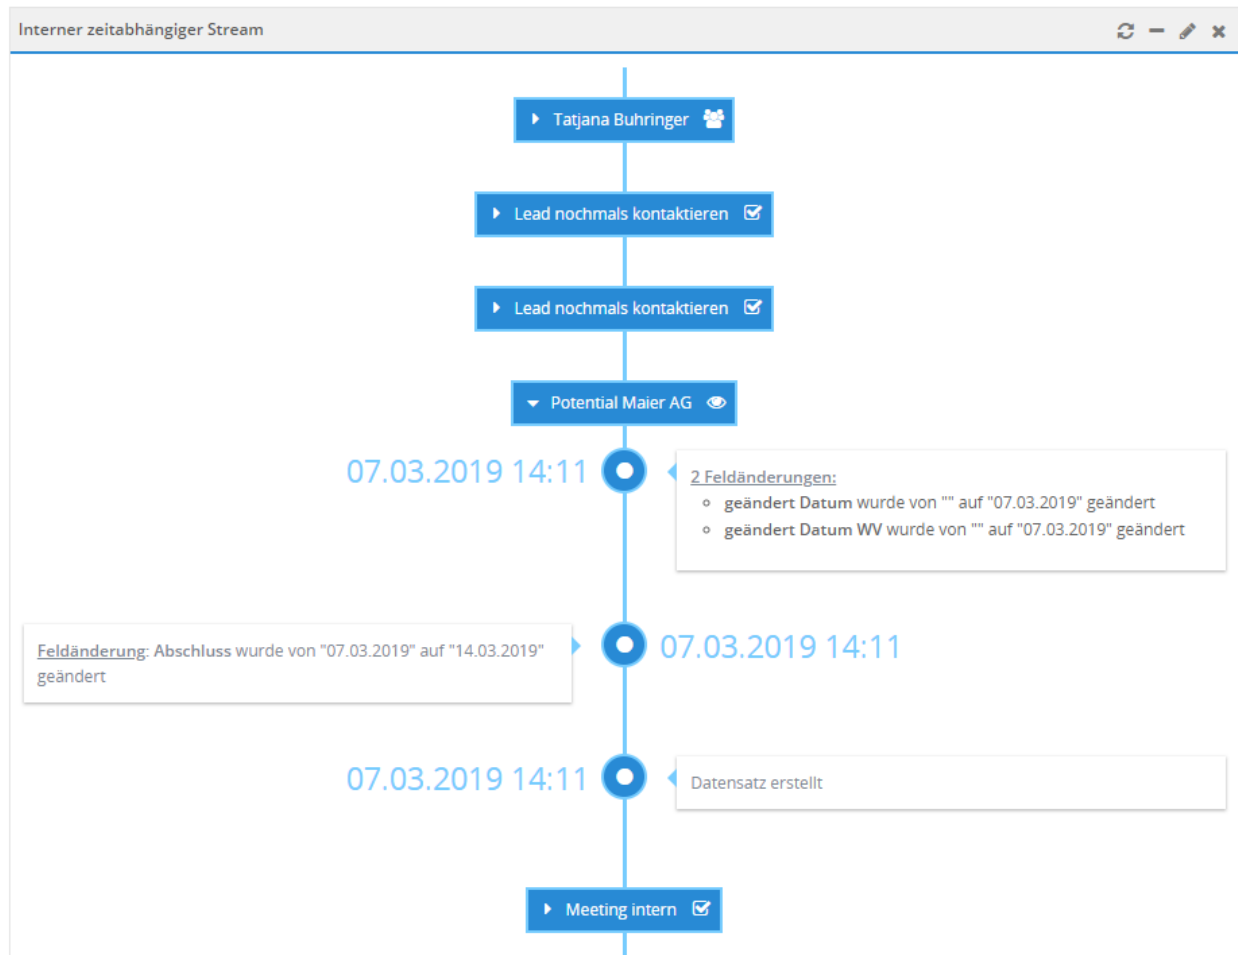 Interner zeitabhängiger Stream
Tatjana Buhringer
Lead nochmals kontaktieren
Lead nochmals kontaktieren
Potential Maier AG
07.03.2019 14:11
2 Feldänderungen:
geändert Datum wurde von "" auf "07.03.2019" geändert
geändert Datum WV wurde von "" auf "07.03.2019" geändert
Feldänderung: Abschluss wurde von "07.03.2019" auf "14.03.2019"
geändert
07.03.2019 14:11
07.03.2019 14:11
Datensatz erstellt
Meeting intern